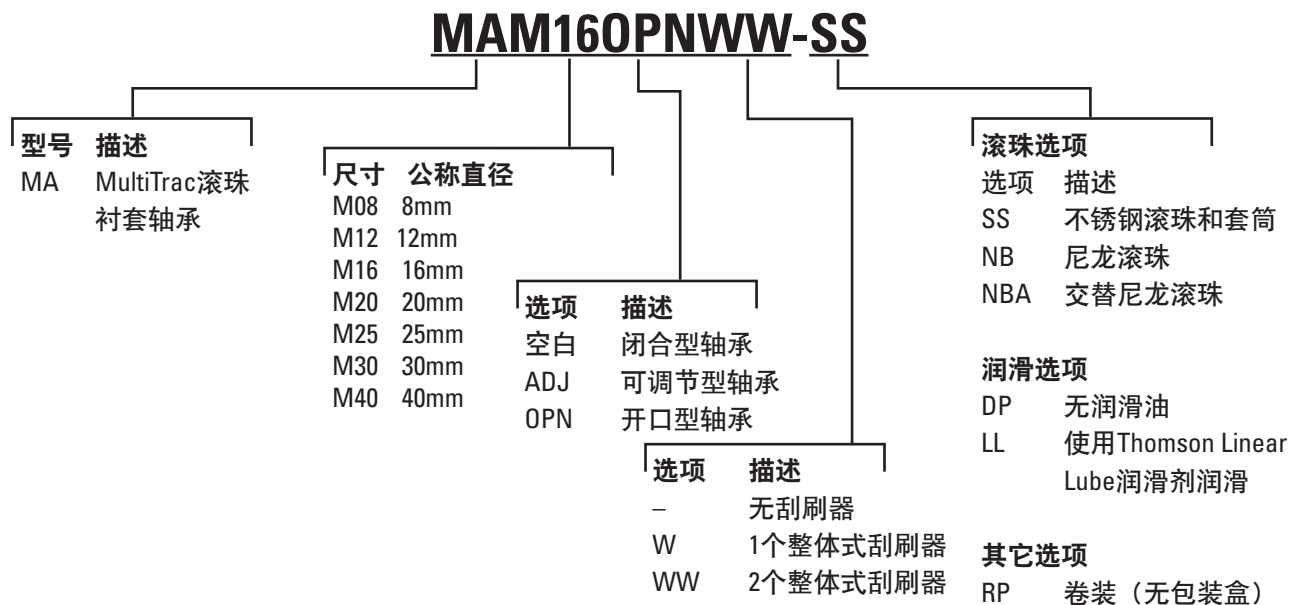 MAM16OPNWW-SS
型号 描述
MA MultiTrac滚珠
衬套轴承
尺寸 公称直径
M08 8mm
M12 12mm
M16 16mm
M20 20mm
M25 25mm
M30 30mm
M40 40mm
选项 描述
空白 闭合型轴承
ADJ 可调节型轴承
OPN 开口型轴承
选项 描述
– 无刮刷器
W 1个整体式刮刷器
WW 2个整体式刮刷器
滚珠选项
选项 描述
SS 不锈钢滚珠和套筒
NB 尼龙滚珠
NBA 交替尼龙滚珠
润滑选项
DP 无润滑油
LL 使用Thomson Linear
Lube润滑剂润滑
其它选项
RP 卷装（无包装盒）